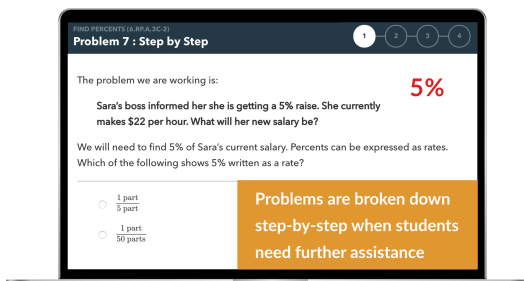 FIND PERCENTS (6.RP.A.3C-2)
Problem 7 : Step by Step
1
2
3
4
The problem we are working is:
5%
Sara's boss informed her she is getting a 5% raise. She currently
makes $22 per hour. What will her new salary be?
We will need to find 5% of Sara's current salary. Percents can be expressed as rates.
Which of the following shows 5% written as a rate?
1 part
5 part
1 part
50 parts
Problems are broken down
step-by-step when students
need further assistance